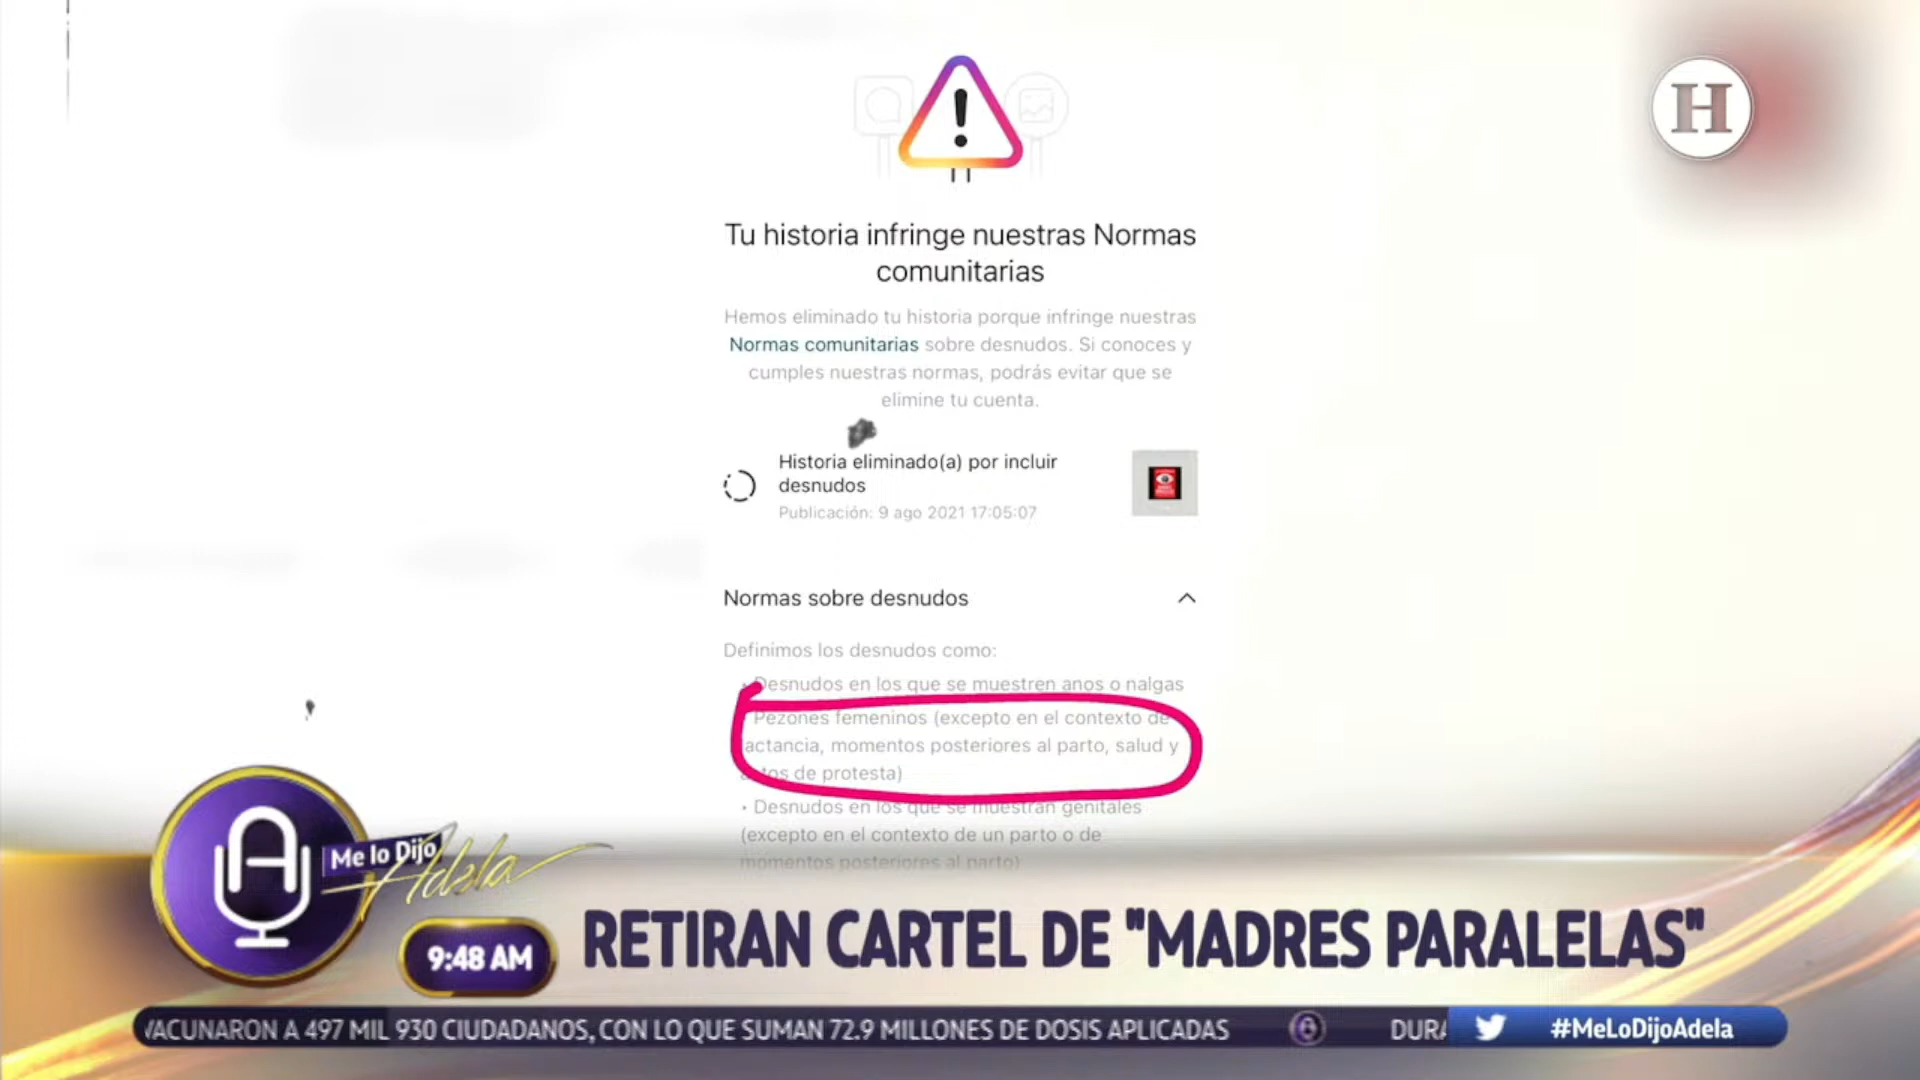 H
Tu historia infringe nuestras Normas
comunitarias
Hemos eliminado tu historia porque infringe nuestras
Normas comunitarias sobre desnudos. Si conoces y
cumples nuestras normas, podrás evitar que se
elimine tu cuenta.
Historia eliminado(a) por incluir
desnudos
Publicación: 9 ago 2021 17:05:07
Normas sobre desnudos
Definimos los desnudos como:
• Desnudos en los que se muestren anos o nalgas
Pezones femeninos (excepto en el contexto de
actancia, momentos posteriores al parto, salud y
de protesta)
• Desnudos en los que se muestran genitales
(excepto en el contexto de un parto o de
momentos posteriores al parto)
Me lo Dijo
Adela
9:48 AM
RETIRAN CARTEL DE "MADRES PARALELAS"
VACUNARON A 497 MIL 930 CIUDADANOS, CON LO QUE SUMAN 72.9 MILLONES DE DOSIS APLICADAS
DURA
#MeLoDijoAdela